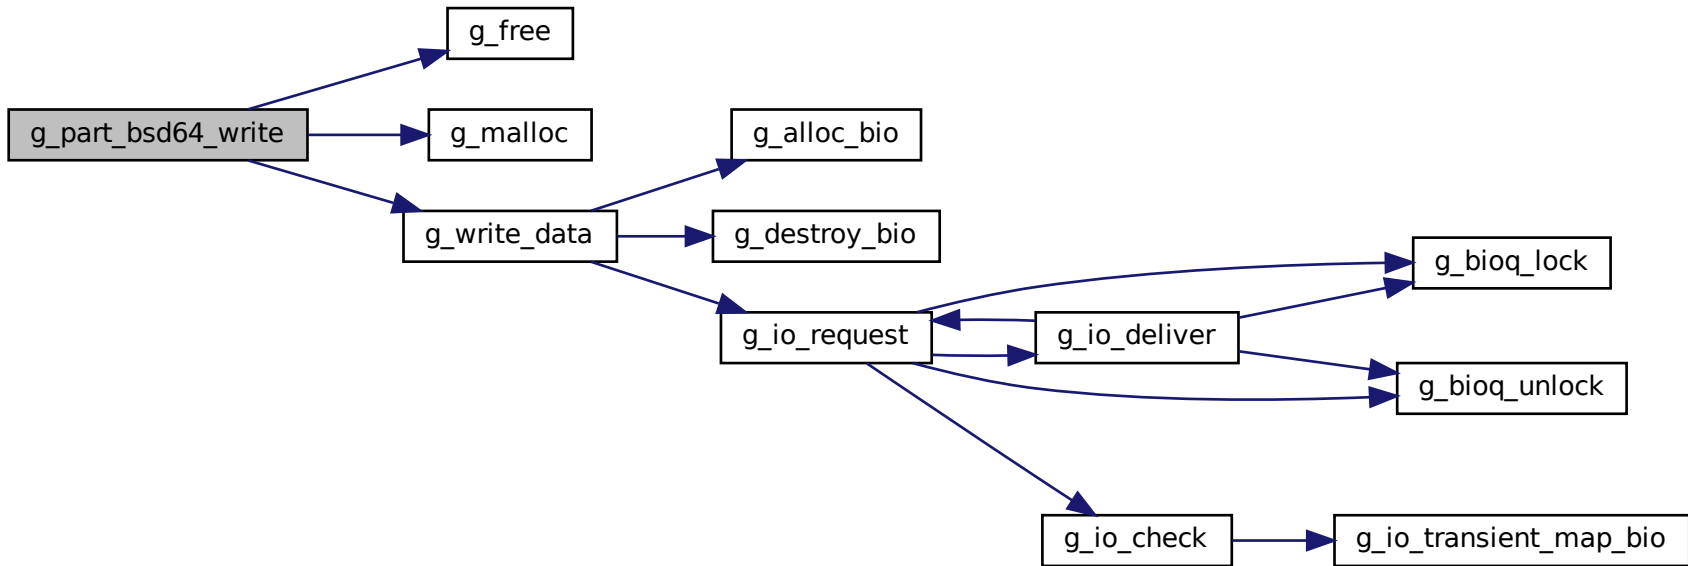 g_free
g_part_bsd64_write
g_malloc
g_alloc_bio
g_write_data
g_destroy_bio
g_bioq_lock
g_io_request
g_io_deliver
g_bioq_unlock
g_io_check
g_io_transient_map_bio